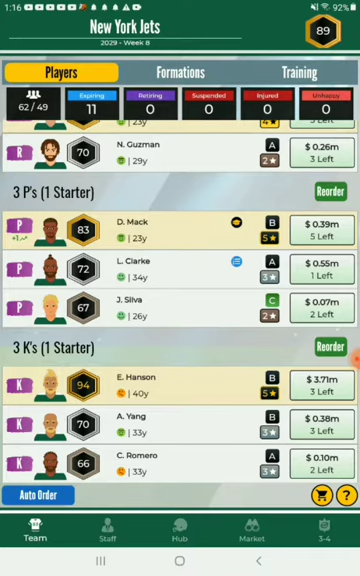 1:16
92%
New York Jets
2029 - Week 8
89
Players
Formations
Training
62 / 49
Expiring
11
Retiring
0
Suspended
0
Injured
0
Unhappy
0
23y
4★
5 Left
R
70
N. Guzman
29y
A
2★
$ 0.26m
3 Left
3 P's (1 Starter)
Reorder
P
+1
83
D. Mack
23y
B
5★
$ 0.39m
5 Left
P
72
L. Clarke
34y
A
3★
$ 0.55m
1 Left
P
67
J. Silva
26y
C
2★
$ 0.07m
2 Left
3 K's (1 Starter)
Reorder
K
94
E. Hanson
40y
B
5★
$ 3.71m
3 Left
K
70
A. Yang
33y
B
3★
$ 0.38m
3 Left
K
66
C. Romero
33y
A
3★
$ 0.10m
2 Left
Auto Order
?
Team
Staff
Hub
Market
3-4